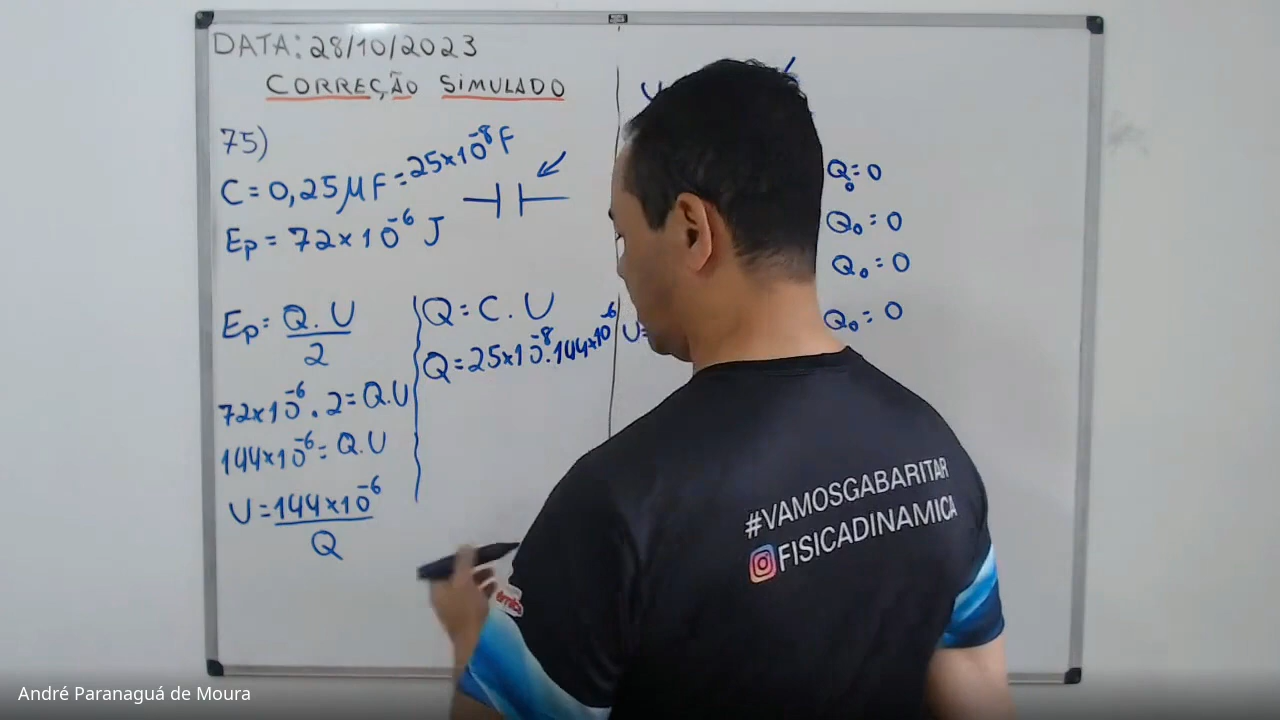 DATA: 28/10/2023
CORREÇÃO SIMULADO
75)
C = 0,25 µF = 25×10⁻⁸ F
Ep = 72×10⁻⁶ J
Ep = Q.U/2
72×10⁻⁶ . 2 = Q.U
144×10⁻⁶ = Q.U
U = 144×10⁻⁶/Q
Q = C.U
Q = 25×10⁻⁸ . 144×10⁻⁶
U
U =
Q₀ = 0
Q₀ = 0
Q₀ = 0
Q₀ = 0
#VAMOSGABARITAR
FISICADINAMICA
André Paranaguá de Moura